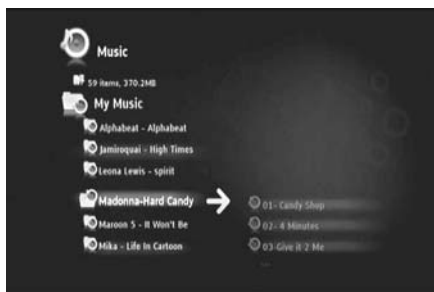 Music
59 items, 370.2MB
My Music
Alphabeat - Alphabeat
Jamiroquai - High Times
Leona Lewis - spirit
Madonna-Hard Candy
01- Candy Shop
Maroon 5 - It Won't Be
02- 4 Minutes
Mika - Life In Cartoon
03-Give it 2 Me